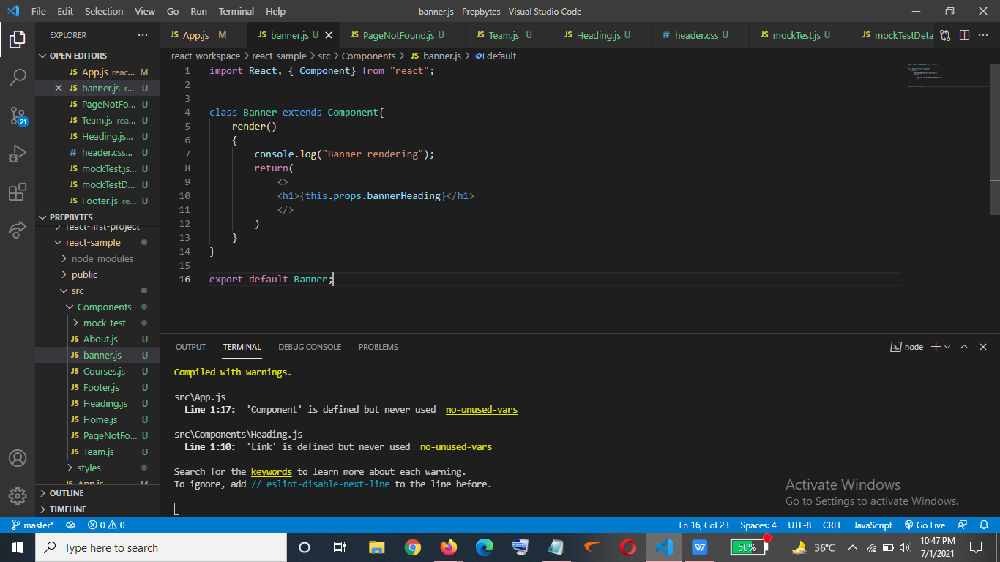 File Edit Selection View Go Run Terminal Help banner.js - Prepbytes - Visual Studio Code
EXPLORER ···
JS App.js M JS banner.js U × JS PageNotFound.js U JS Team.js U JS Heading.js U # header.css U JS mockTest.js U JS mockTestDeta ···
OPEN EDITORS
JS App.js reac... M
× JS banner.js r... U
JS PageNotFo... U
JS Team.js rea... U
JS Heading.js... U
# header.css... U
JS mockTest.js... U
JS mockTestD... U
JS Footer.js re... U
21
PREPBYTES
react-first-project
react-sample
node_modules
public
src
Components
mock-test
JS About.js U
JS banner.js U
JS Courses.js U
JS Footer.js U
JS Heading.js U
JS Home.js U
JS PageNotFo... U
JS Team.js U
styles
JS App.js M
OUTLINE
TIMELINE
react-workspace > react-sample > src > Components > JS banner.js > default
1 import React, { Component} from "react";
2
3
4 class Banner extends Component{
5 render()
6 {
7 console.log("Banner rendering");
8 return(
9 <>
10 <h1>{this.props.bannerHeading}</h1>
11 </>
12 )
13 }
14 }
15
16 export default Banner;
OUTPUT TERMINAL DEBUG CONSOLE PROBLEMS node
Compiled with warnings.
src\App.js
Line 1:17: 'Component' is defined but never used no-unused-vars
src\Components\Heading.js
Line 1:10: 'Link' is defined but never used no-unused-vars
Search for the keywords to learn more about each warning.
To ignore, add // eslint-disable-next-line to the line before.
Activate Windows
Go to Settings to activate Windows.
master* 0 0 Ln 16, Col 23 Spaces: 4 UTF-8 CRLF JavaScript Go Live
Type here to search 50% 36°C 10:47 PM
7/1/2021